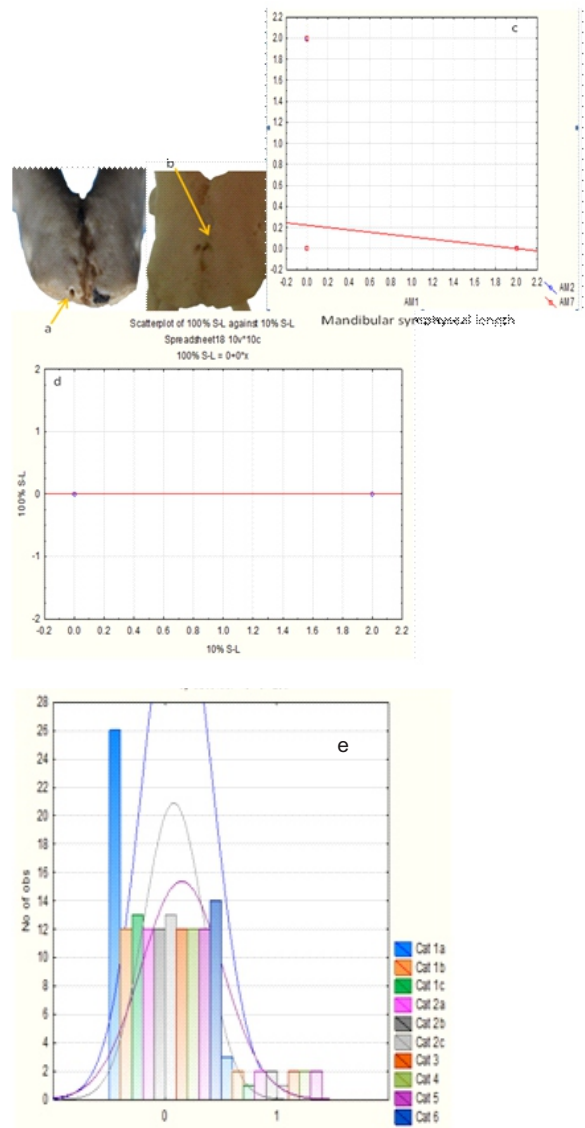 c
2.2
2.0
1.8
1.6
1.4
1.2
1.0
0.8
0.6
0.4
0.2
0.0
-0.2
-0.2 0.0 0.2 0.4 0.6 0.8 1.0 1.2 1.4 1.6 1.8 2.0 2.2
AM1
AM2
AM7
b
a
Mandibular symphyseal length
Scatterplot of 100% S-L against 10% S-L
Spreadsheet18 10v*10c
100% S-L = 0+0*x
d
2
1
0
-1
-2
100% S-L
-0.2 0.0 0.2 0.4 0.6 0.8 1.0 1.2 1.4 1.6 1.8 2.0 2.2
10% S-L
e
28
26
24
22
20
18
16
14
12
10
8
6
4
2
0
No of obs
0 1
Cat 1a
Cat 1b
Cat 1c
Cat 2a
Cat 2b
Cat 2c
Cat 3
Cat 4
Cat 5
Cat 6